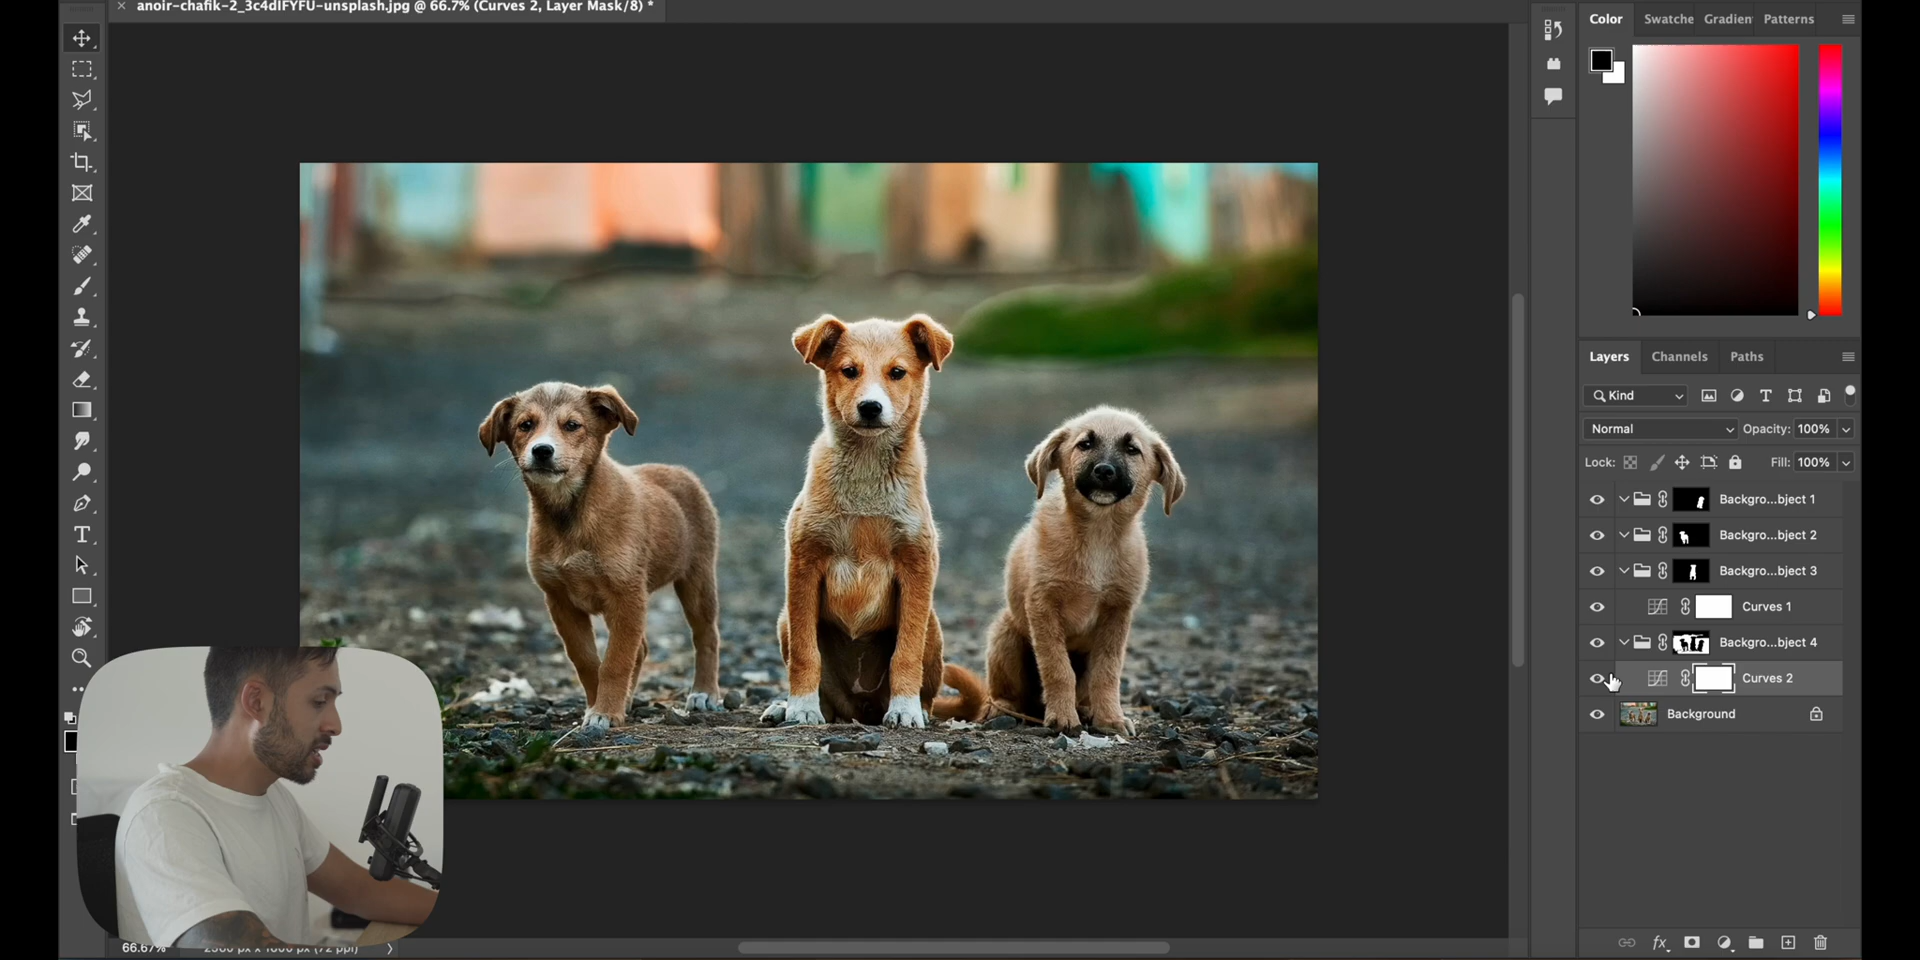 anoir-chafik-2_3c4dIFYFU-unsplash.jpg @ 66.7% (Curves 2, Layer Mask/8) *
Color Swatche Gradien Patterns
Layers Channels Paths
Kind
Normal Opacity: 100%
Lock: Fill: 100%
Backgro...bject 1
Backgro...bject 2
Backgro...bject 3
Curves 1
Backgro...bject 4
Curves 2
Background
fx
66.67%